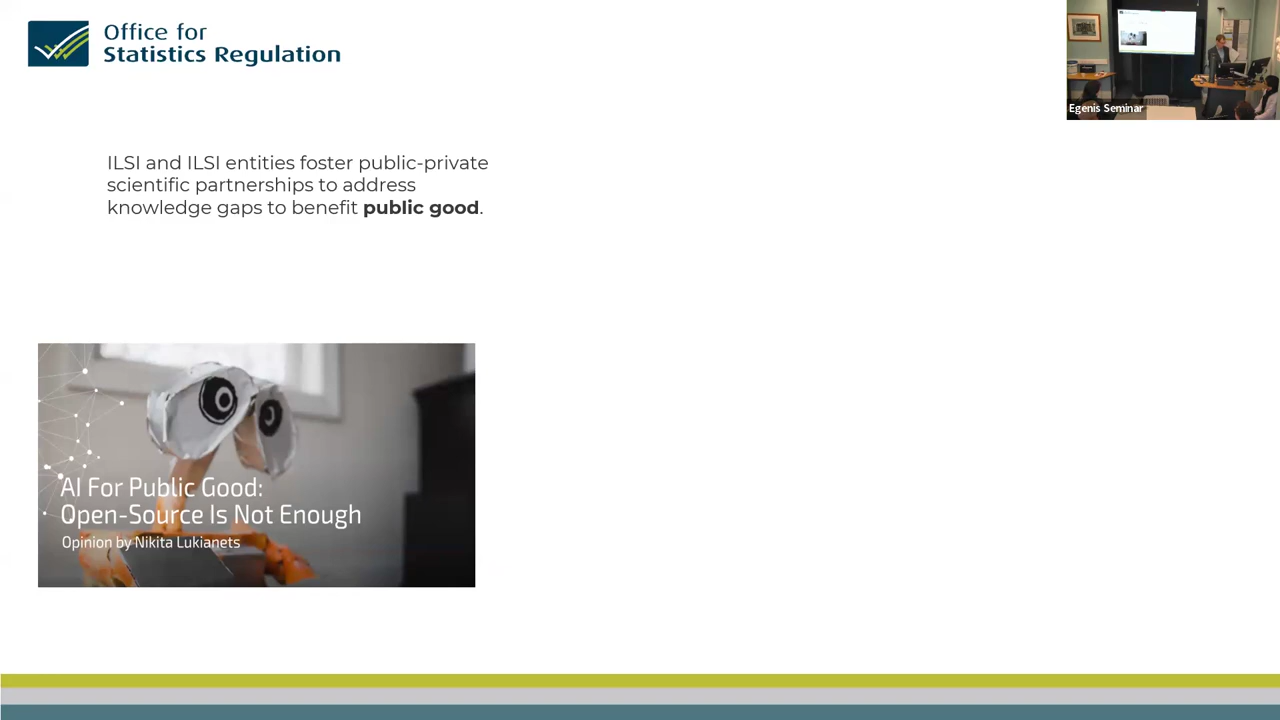 Office for
Statistics Regulation
Egenis Seminar
ILSI and ILSI entities foster public-private
scientific partnerships to address
knowledge gaps to benefit public good.
AI For Public Good:
Open-Source Is Not Enough
Opinion by Nikita Lukianets